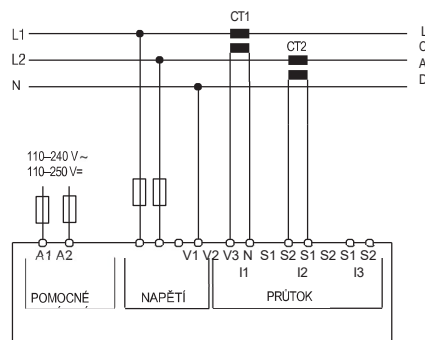 CT1
L1
L
L2
CT2
O
A
N
D
110–240 V ~
110–250 V=
A1 A2
V1 V2 V3 N S1 S2 S1 S2 S1 S2
I1 I2 I3
POMOCNÉ NAPĚTÍ PRŮTOK